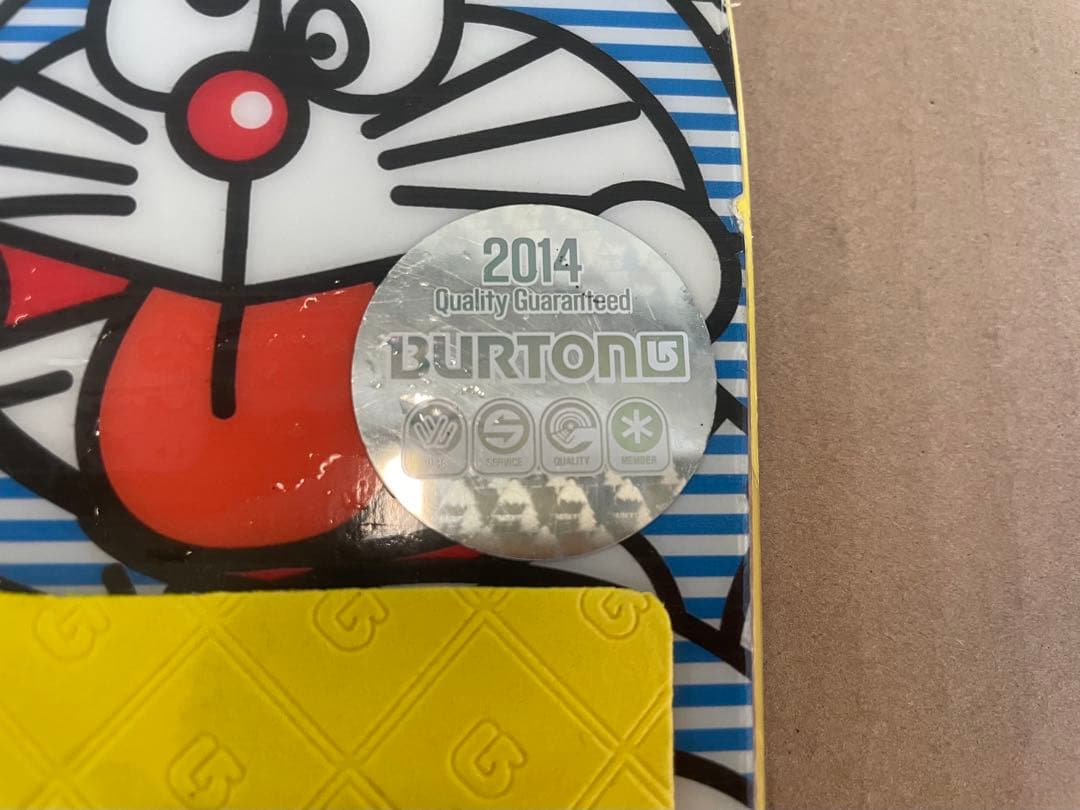 2014
Quality Guaranteed
BURTON
SERVICE QUALITY MEMBER